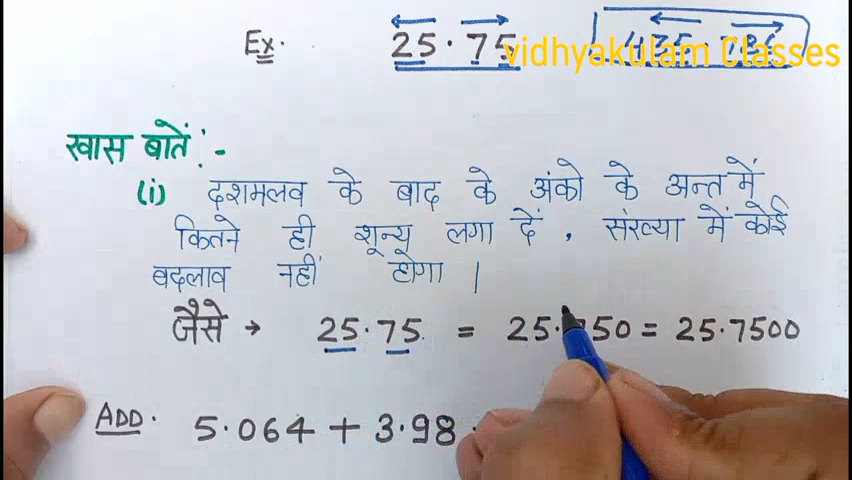 Ex. 25.75
vidhyakulam Classes
खास बातें :-
(i) दशमलव के बाद के अंको के अन्त में
कितने ही शून्य लगा दें , संख्या में कोई
बदलाव नहीं होगा ।
जैसे → 25.75 = 25.750 = 25.7500
ADD. 5.064 + 3.98